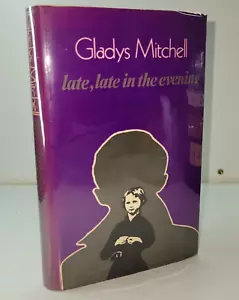 Gladys Mitchell
late, late in the evening